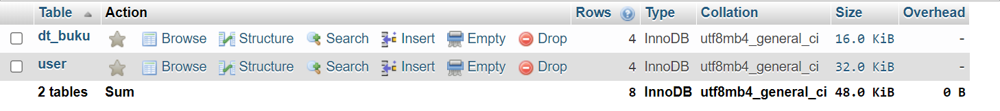 Table Action Rows Type Collation Size Overhead
dt_buku Browse Structure Search Insert Empty Drop 4 InnoDB utf8mb4_general_ci 16.0 KiB -
user Browse Structure Search Insert Empty Drop 4 InnoDB utf8mb4_general_ci 32.0 KiB -
2 tables Sum 8 InnoDB utf8mb4_general_ci 48.0 KiB 0 B